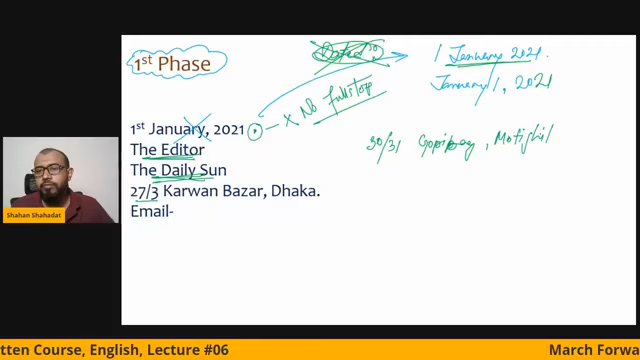 1st Phase
Dated
1 January 2021.
January 1, 2021
X No fullstop
1st January, 2021
The Editor
The Daily Sun
27/3 Karwan Bazar, Dhaka.
Email-
30/31 Gopibag, Motijhil
Shahan Shahadat
tten Course, English, Lecture #06
March Forwa